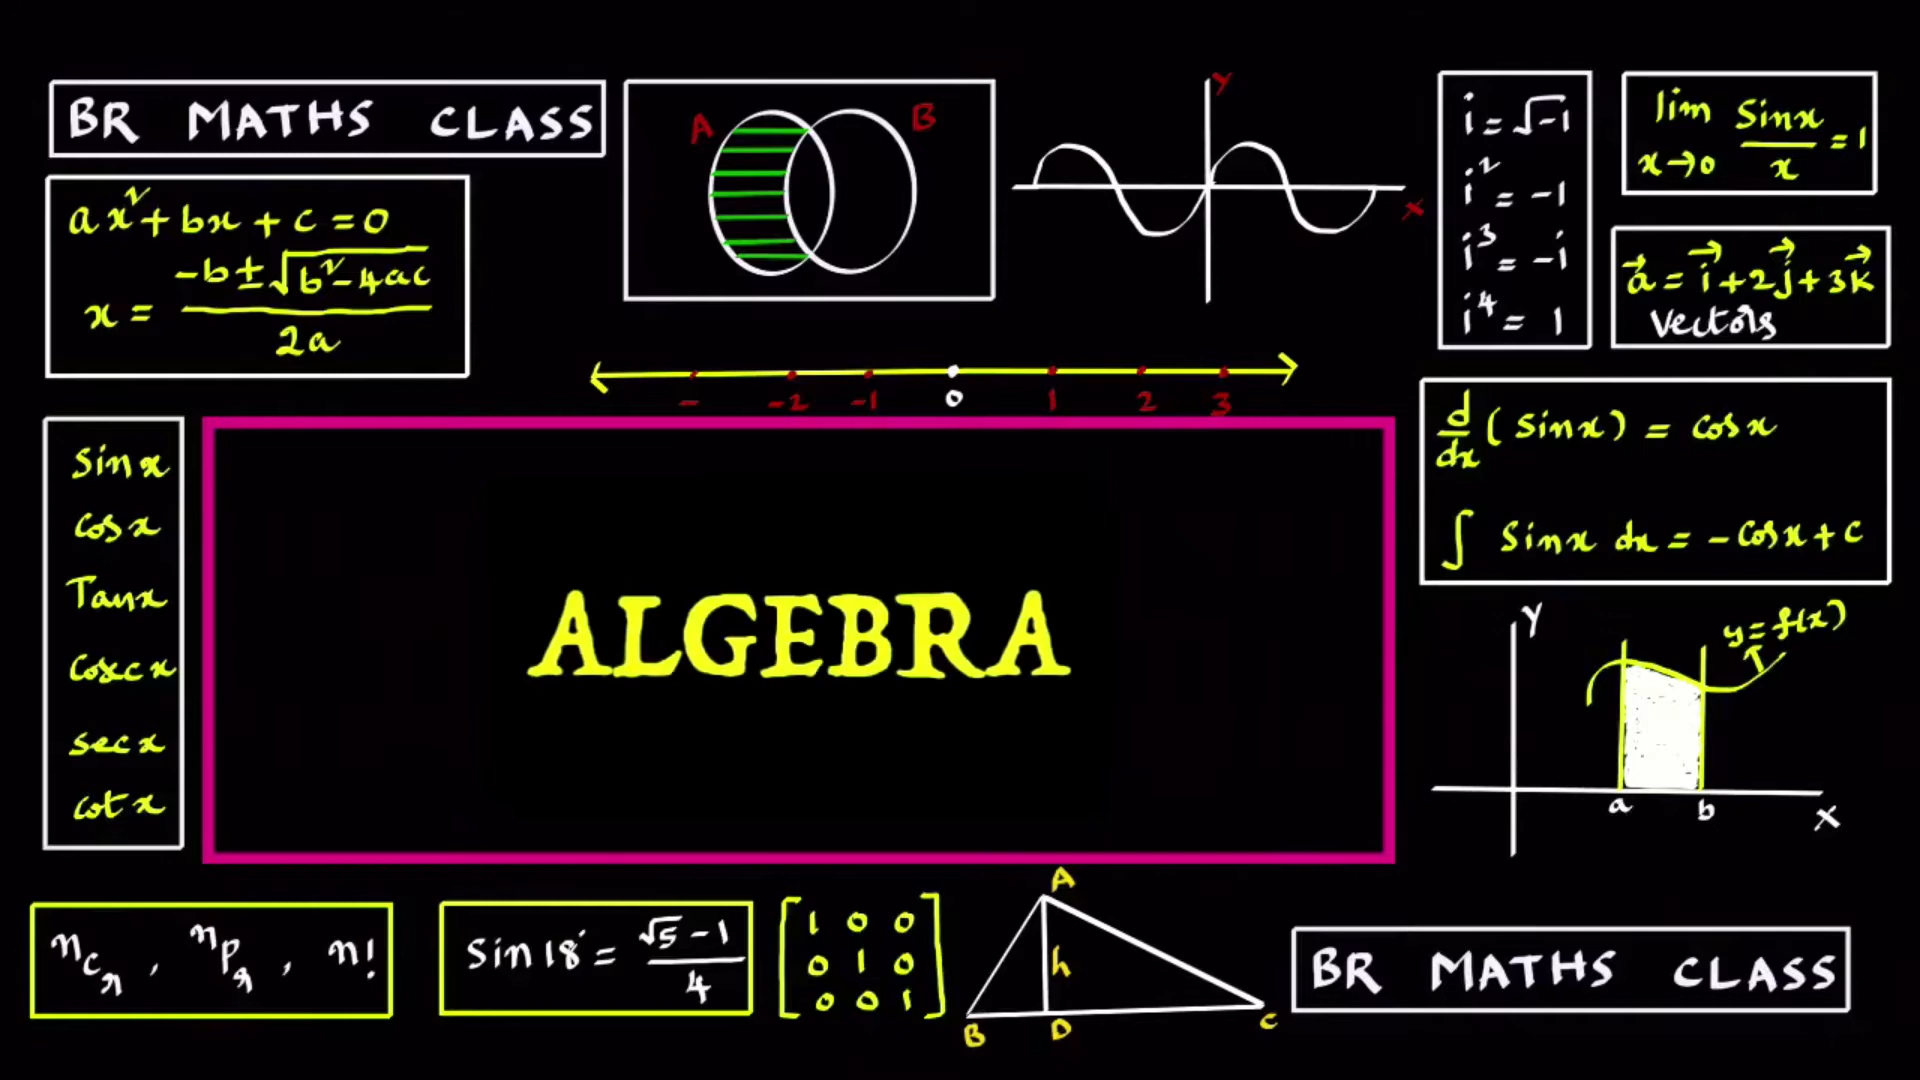 BR MATHS CLASS
ax²+bx+c=0
x = -b±√b²-4ac
2a
A B
Y
X
i=√-1
i²=-1
i³=-i
i⁴=1
lim sinx
x→0 x =1
a⃗ = i⃗+2j⃗+3k⃗
Vectors
- -2 -1 0 1 2 3
Sinx
Cosx
Tanx
Cosecx
secx
cotx
ALGEBRA
d/dx (Sinx) = Cosx
∫ Sinx dx = -Cosx+c
Y
y=f(x)
a b
X
ⁿCᵣ, ⁿPᵣ, n!
Sin18° = √5-1
4
1 0 0
0 1 0
0 0 1
A
h
B D C
BR MATHS CLASS